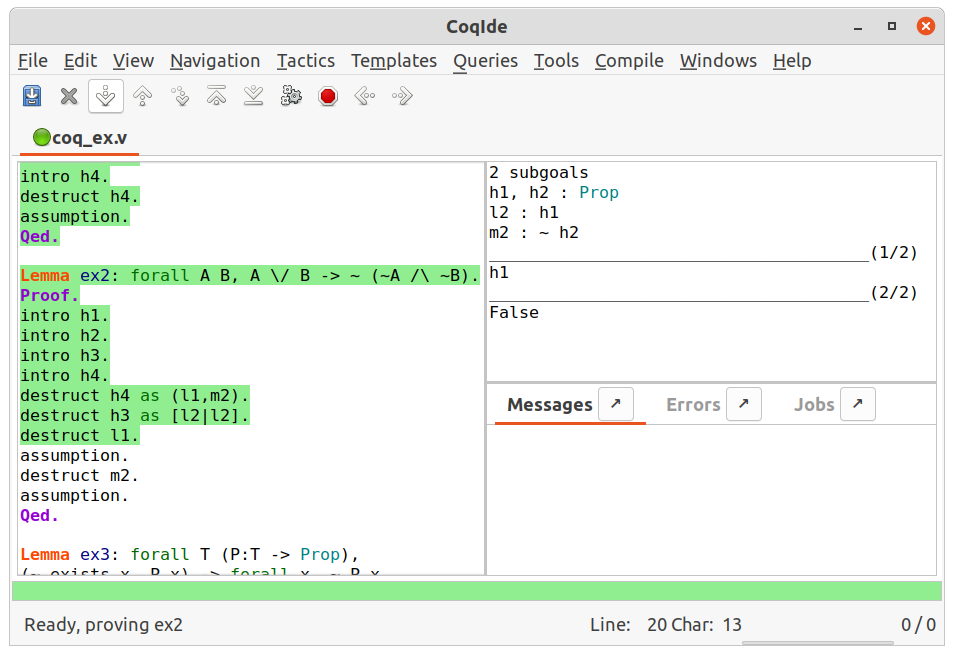 CoqIde
File Edit View Navigation Tactics Templates Queries Tools Compile Windows Help
coq_ex.v
intro h4.
destruct h4.
assumption.
Qed.
Lemma ex2: forall A B, A \/ B -> ~ (~A /\ ~B).
Proof.
intro h1.
intro h2.
intro h3.
intro h4.
destruct h4 as (l1,m2).
destruct h3 as [l2|l2].
destruct l1.
assumption.
destruct m2.
assumption.
Qed.
Lemma ex3: forall T (P:T -> Prop),
(~ exists x, P x) -> forall x, ~ P x
2 subgoals
h1, h2 : Prop
l2 : h1
m2 : ~ h2
(1/2)
h1
(2/2)
False
Messages ↗ Errors ↗ Jobs ↗
Ready, proving ex2 Line: 20 Char: 13 0 / 0